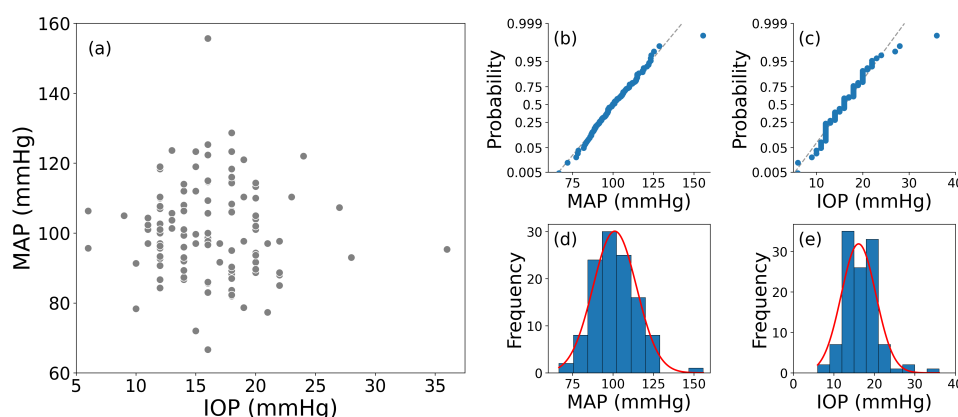 (a)
160
140
120
100
80
60
MAP (mmHg)
5 10 15 20 25 30 35
IOP (mmHg)
(b)
0.999
0.95
0.75
0.5
0.25
0.05
0.005
Probability
75 100 125 150
MAP (mmHg)
(c)
0.999
0.95
0.75
0.5
0.25
0.05
0.005
Probability
10 20 30 40
IOP (mmHg)
(d)
30
20
10
0
Frequency
75 100 125 150
MAP (mmHg)
(e)
30
20
10
0
Frequency
0 10 20 30 40
IOP (mmHg)